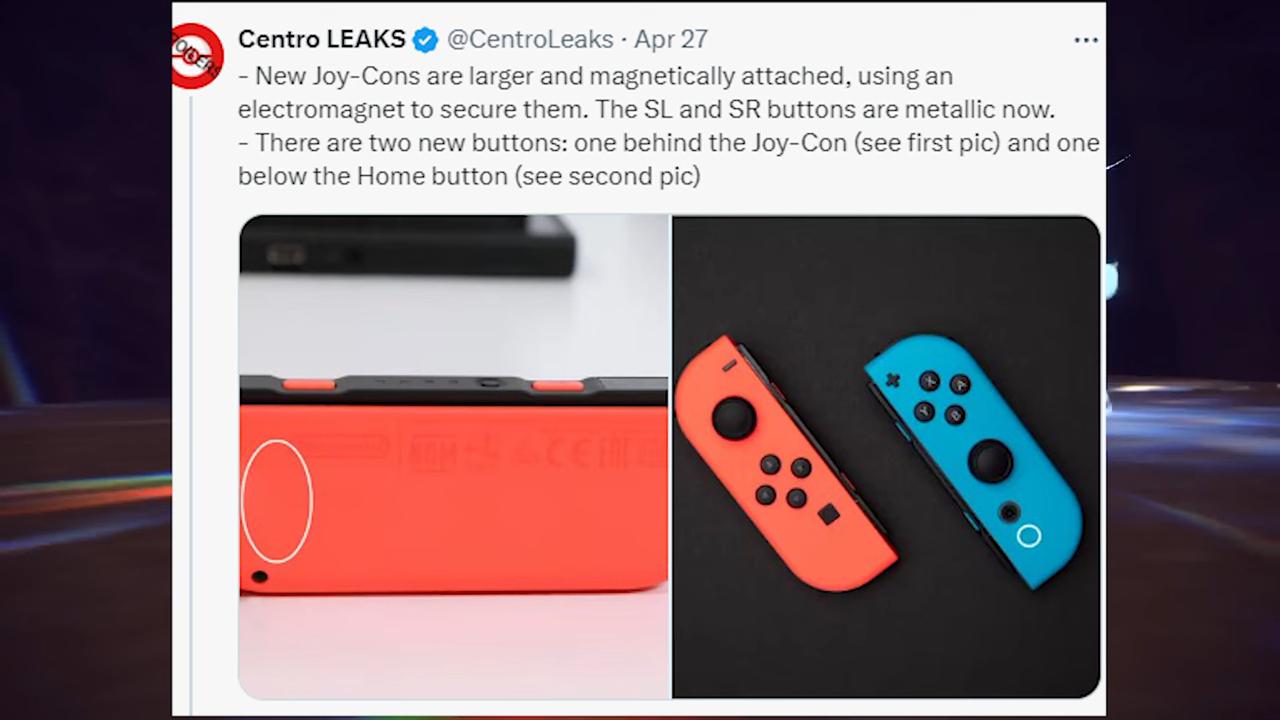 Centro LEAKS @CentroLeaks · Apr 27
- New Joy-Cons are larger and magnetically attached, using an
electromagnet to secure them. The SL and SR buttons are metallic now.
- There are two new buttons: one behind the Joy-Con (see first pic) and one
below the Home button (see second pic)
CE
X A
Y B